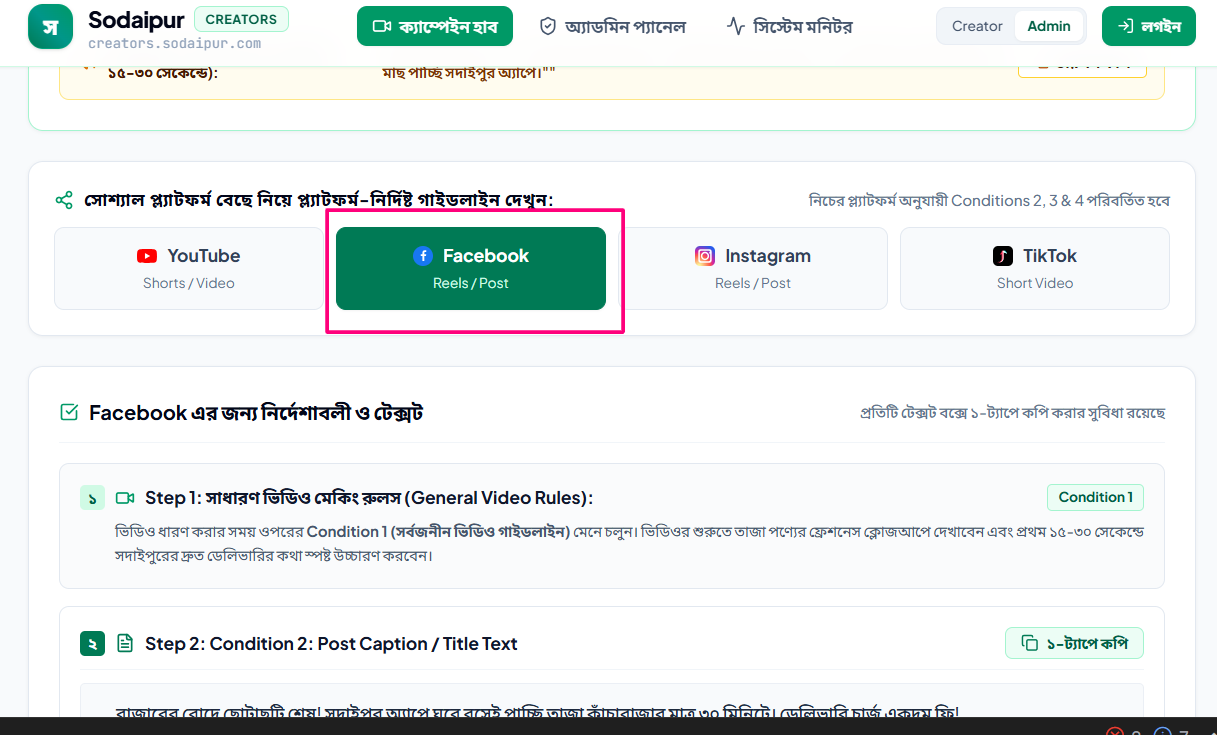 স
Sodaipur CREATORS
creators.sodaipur.com
ক্যাম্পেইন হাব
অ্যাডমিন প্যানেল
সিস্টেম মনিটর
Creator Admin
লগইন
১৫-৩০ সেকেন্ডে):
মাছ পাচ্ছি সদাইপুর অ্যাপে।""
সোশ্যাল প্ল্যাটফর্ম বেছে নিয়ে প্ল্যাটফর্ম-নির্দিষ্ট গাইডলাইন দেখুন:
নিচের প্ল্যাটফর্ম অনুযায়ী Conditions 2, 3 & 4 পরিবর্তিত হবে
YouTube
Shorts / Video
Facebook
Reels / Post
Instagram
Reels / Post
TikTok
Short Video
Facebook এর জন্য নির্দেশাবলী ও টেক্সট
প্রতিটি টেক্সট বক্সে ১-ট্যাপে কপি করার সুবিধা রয়েছে
১ Step 1: সাধারণ ভিডিও মেকিং রুলস (General Video Rules):
Condition 1
ভিডিও ধারণ করার সময় ওপরের Condition 1 (সর্বজনীন ভিডিও গাইডলাইন) মেনে চলুন। ভিডিওর শুরুতে তাজা পণ্যের ফ্রেশনেস ক্লোজআপে দেখাবেন এবং প্রথম ১৫-৩০ সেকেন্ডে
সদাইপুরের দ্রুত ডেলিভারির কথা স্পষ্ট উচ্চারণ করবেন।
২ Step 2: Condition 2: Post Caption / Title Text
১-ট্যাপে কপি
বাজারের রোদে ছোটাছুটি শেষ! সদাইপুর অ্যাপে ঘরে বসেই পাচ্ছি তাজা কাঁচাবাজার মাত্র ৩০ মিনিটে। ডেলিভারি চার্জ একদম ফ্রি!